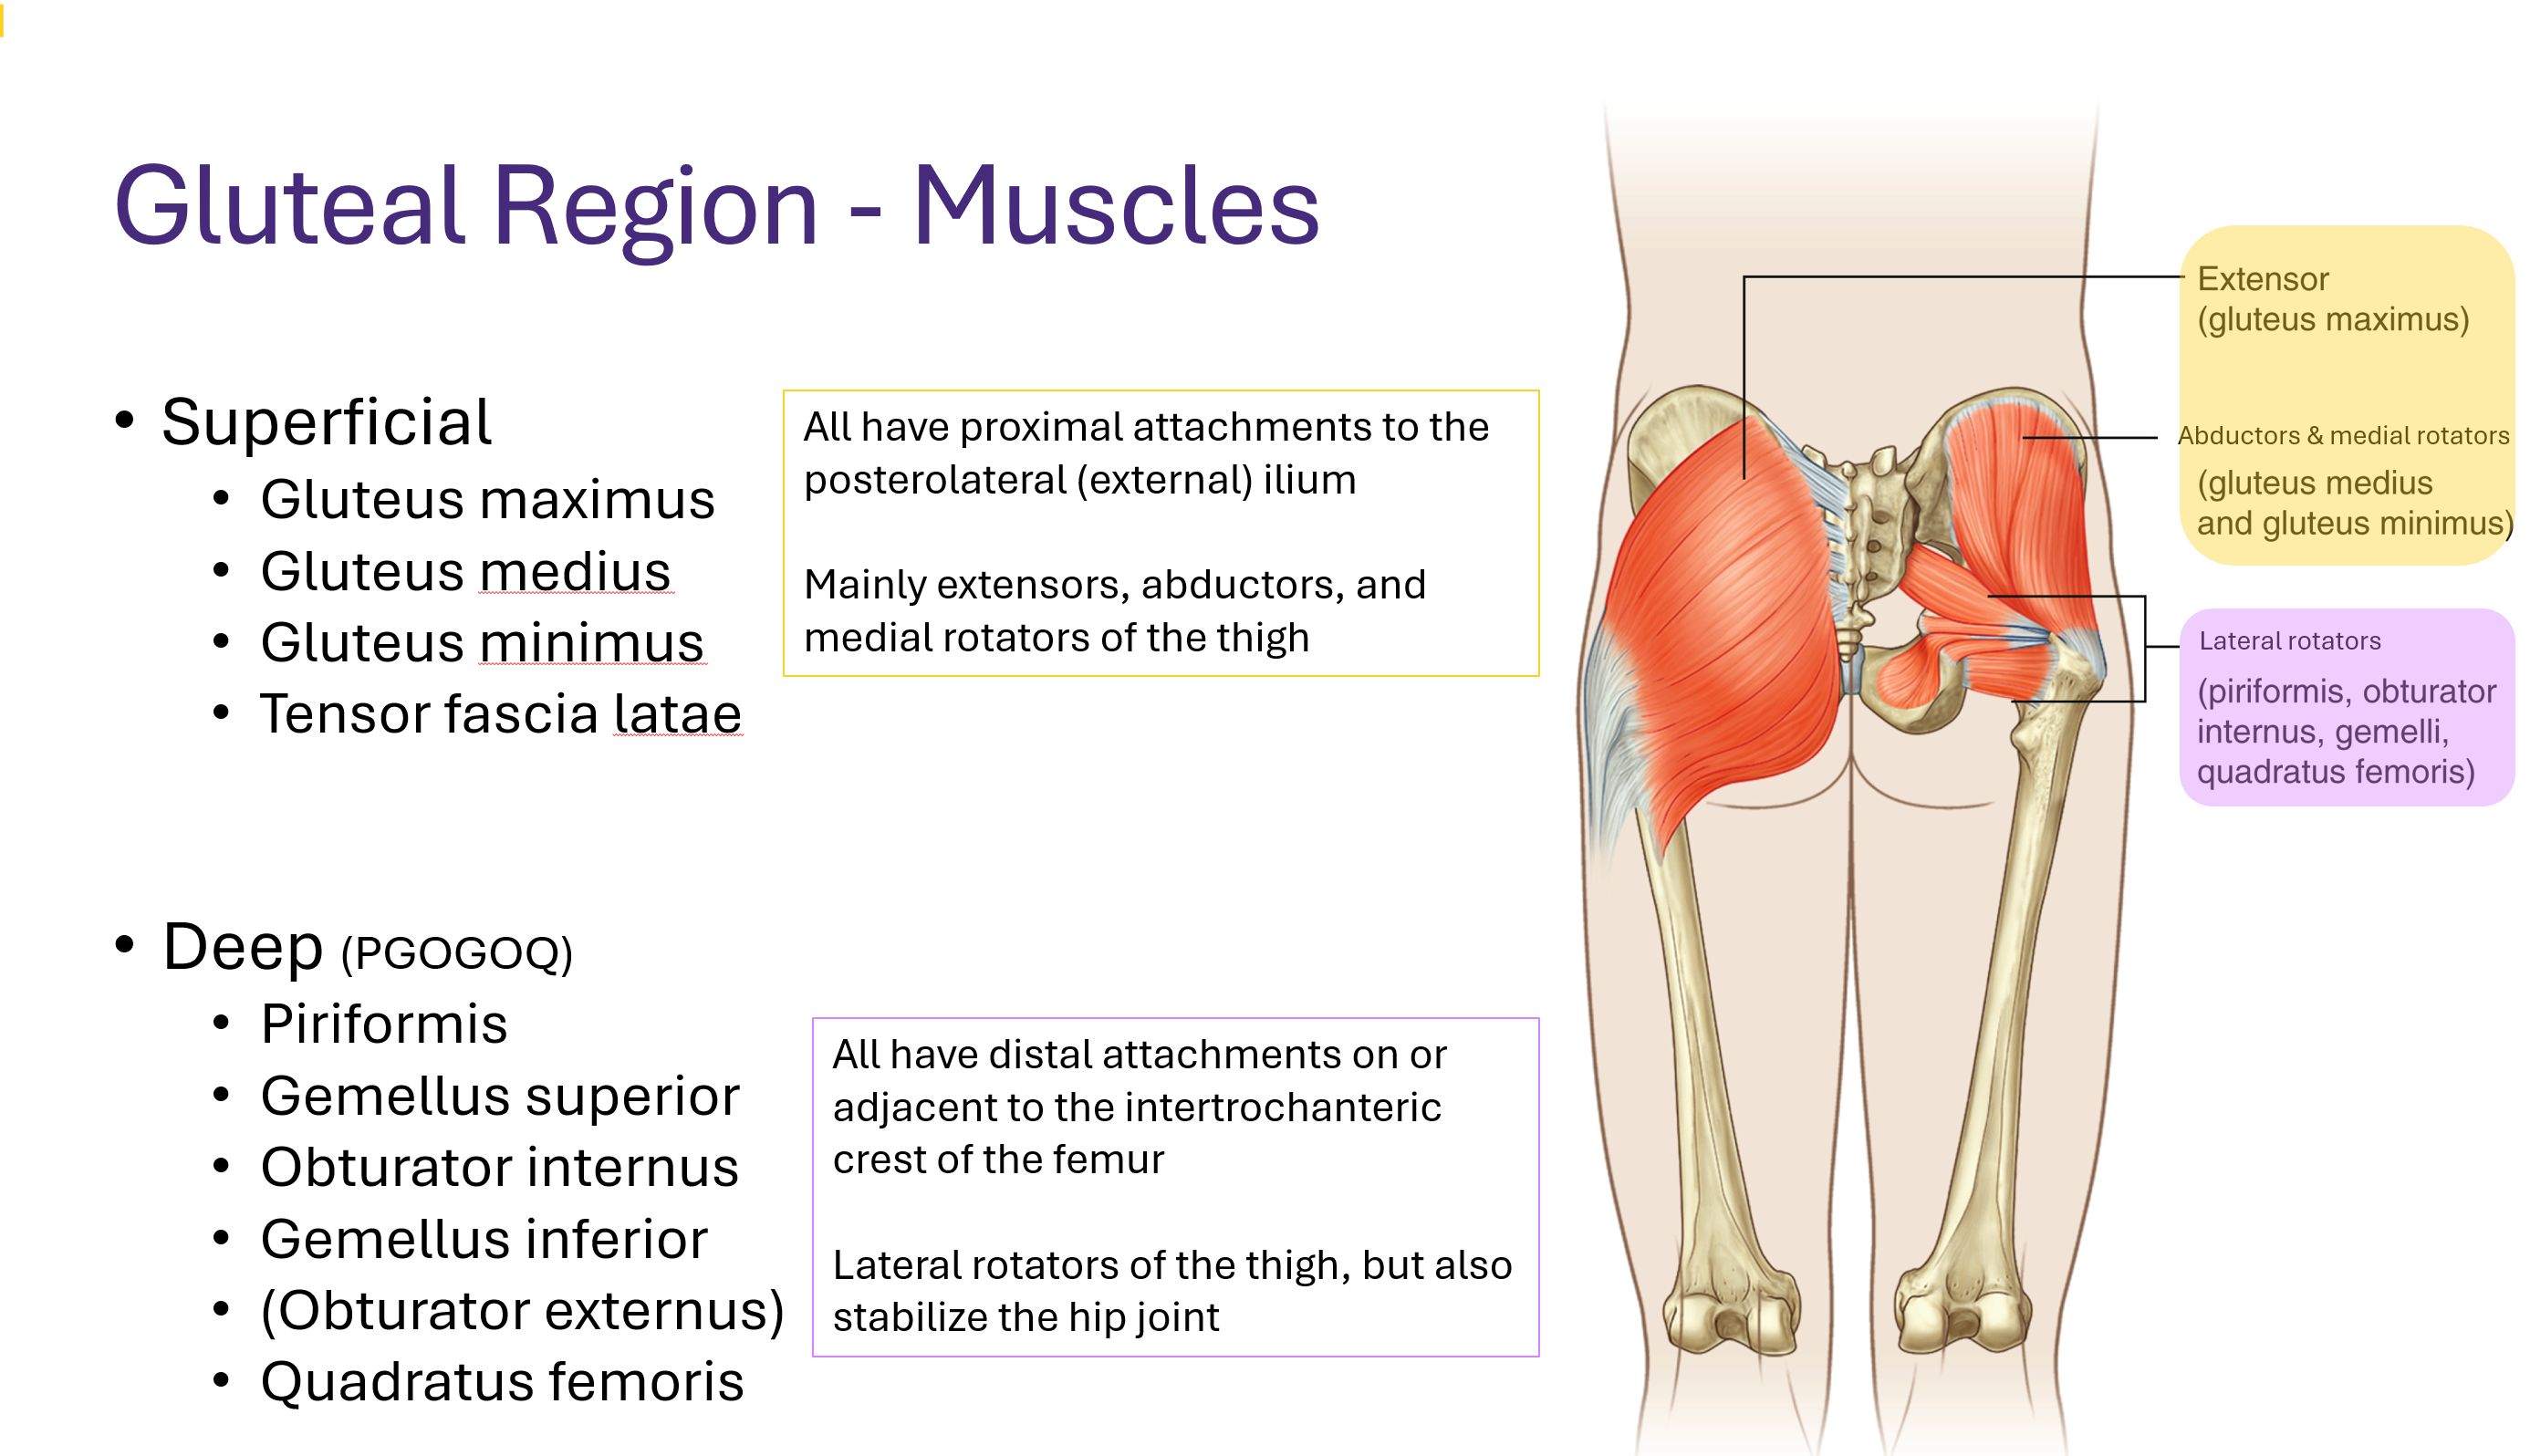 Gluteal Region - Muscles
• Superficial
• Gluteus maximus
• Gluteus medius
• Gluteus minimus
• Tensor fascia latae
All have proximal attachments to the
posterolateral (external) ilium
Mainly extensors, abductors, and
medial rotators of the thigh
• Deep (PGOGOQ)
• Piriformis
• Gemellus superior
• Obturator internus
• Gemellus inferior
• (Obturator externus)
• Quadratus femoris
All have distal attachments on or
adjacent to the intertrochanteric
crest of the femur
Lateral rotators of the thigh, but also
stabilize the hip joint
Extensor
(gluteus maximus)
Abductors & medial rotators
(gluteus medius
and gluteus minimus)
Lateral rotators
(piriformis, obturator
internus, gemelli,
quadratus femoris)